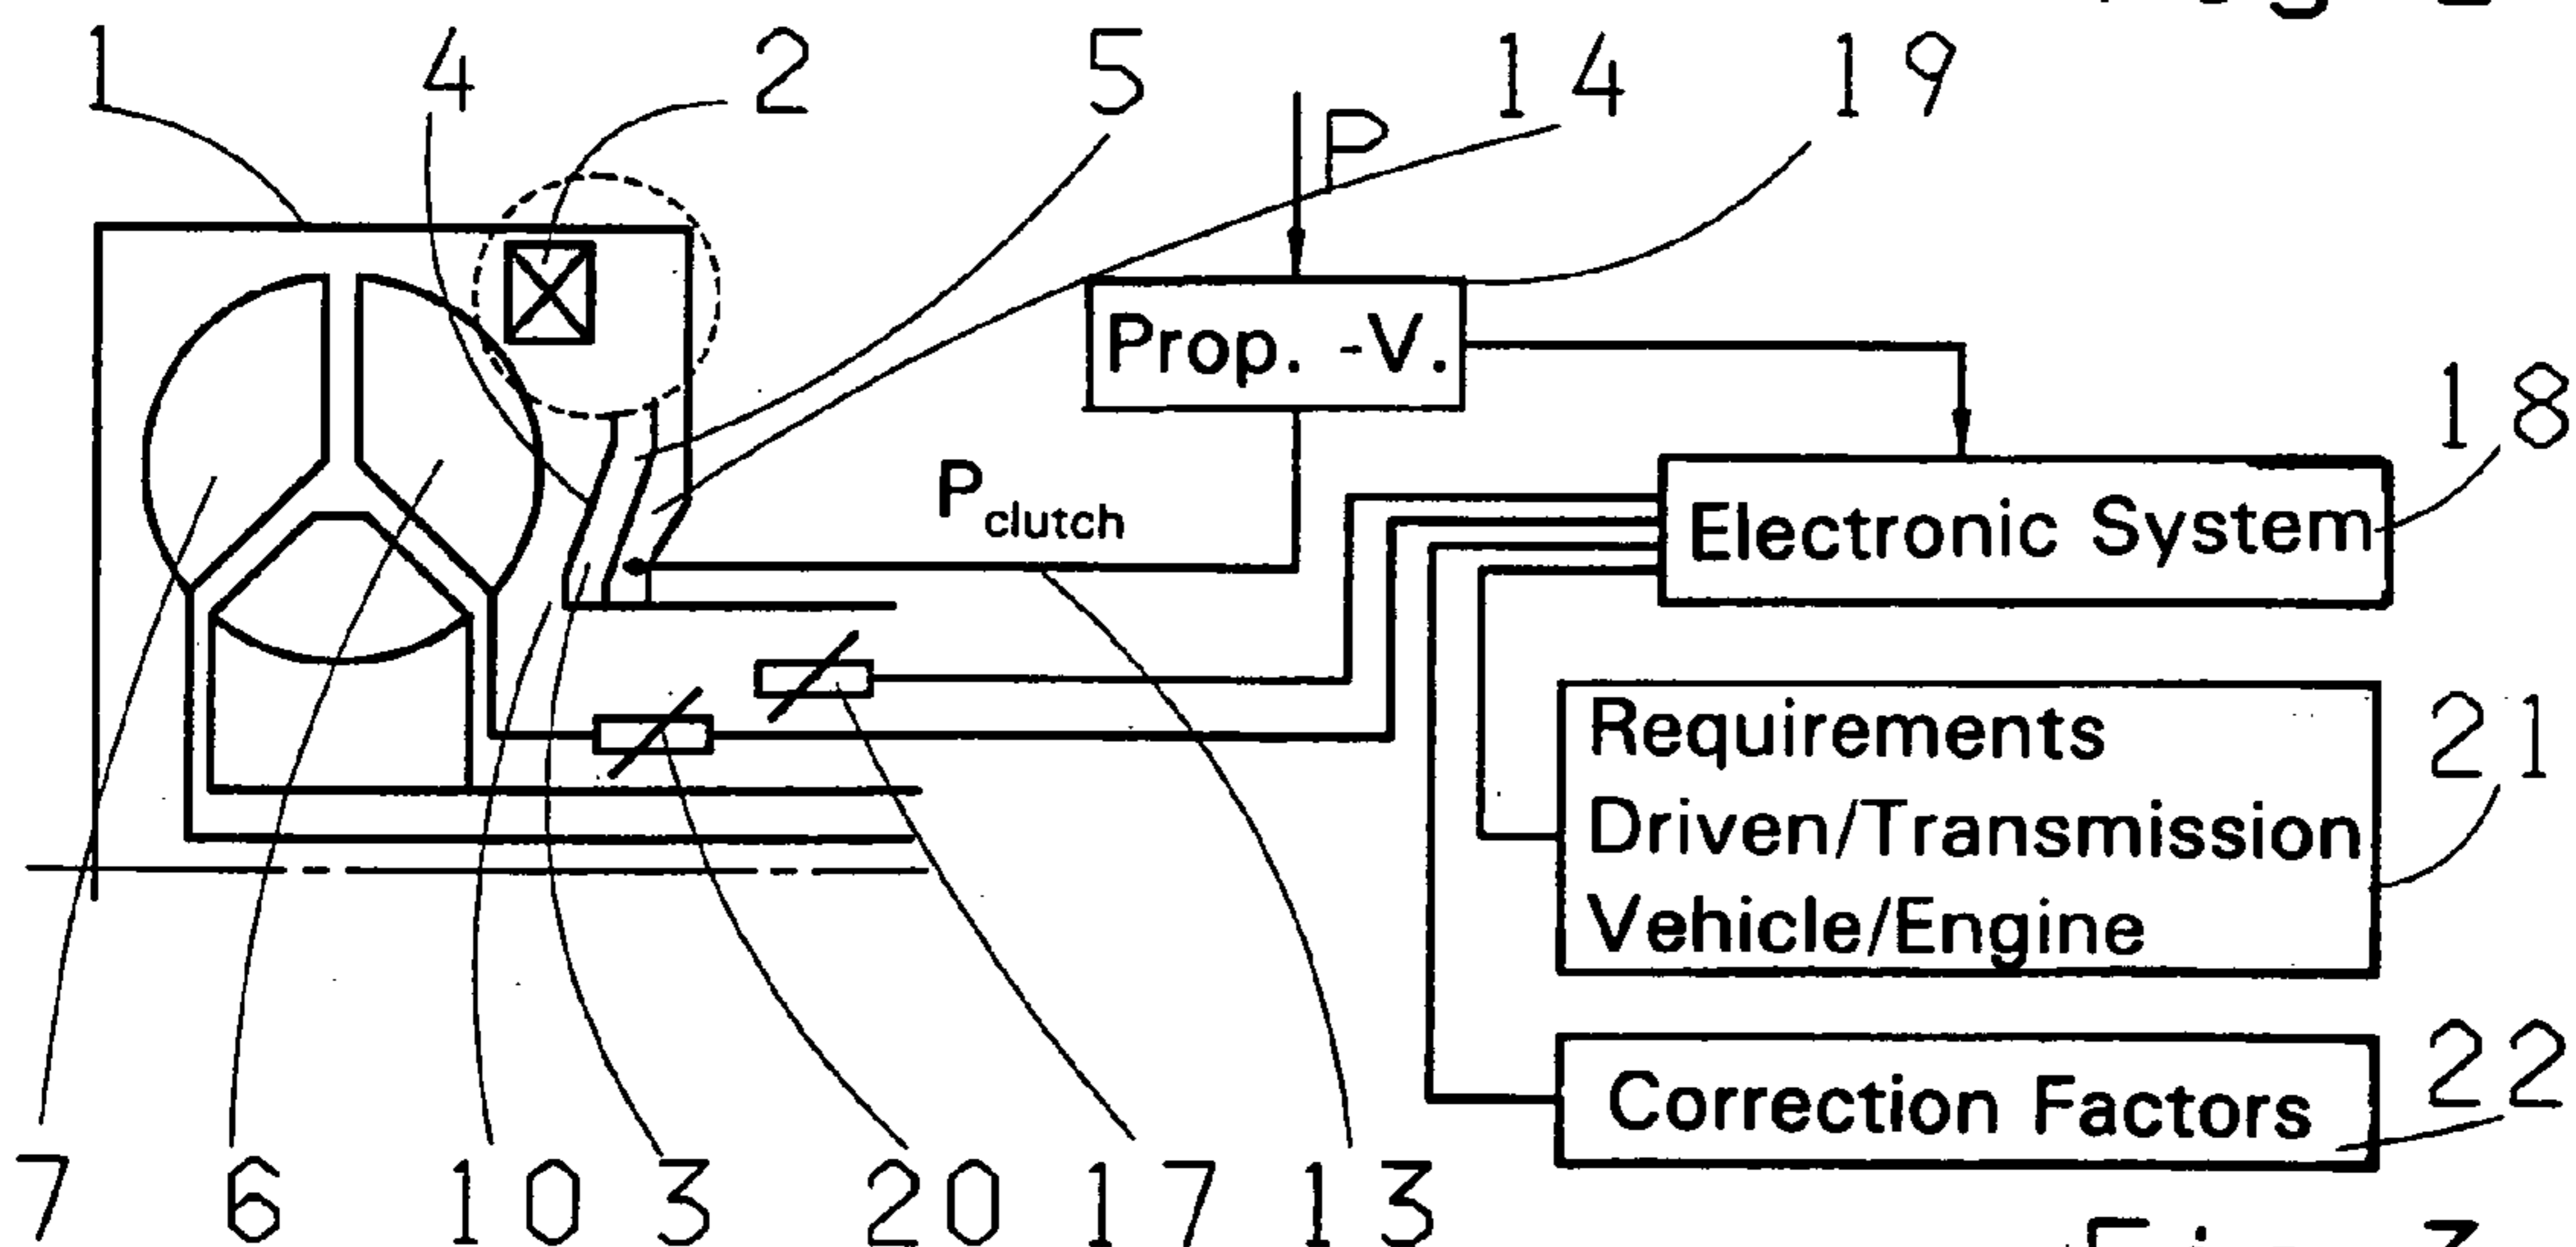 1 4 2 5 14 19
P
Prop. -V.
18
P clutch
Electronic System
Requirements
Driven/Transmission
Vehicle/Engine
21
Correction Factors
22
7 6 10 3 20 17 13